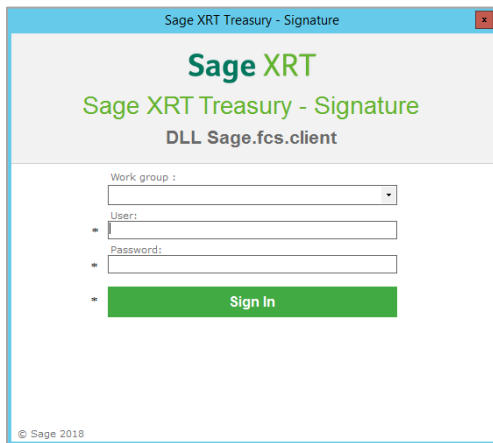 Sage XRT Treasury - Signature
x
Sage XRT
Sage XRT Treasury - Signature
DLL Sage.fcs.client
Work group :
User:
*
Password:
*
* Sign In
© Sage 2018